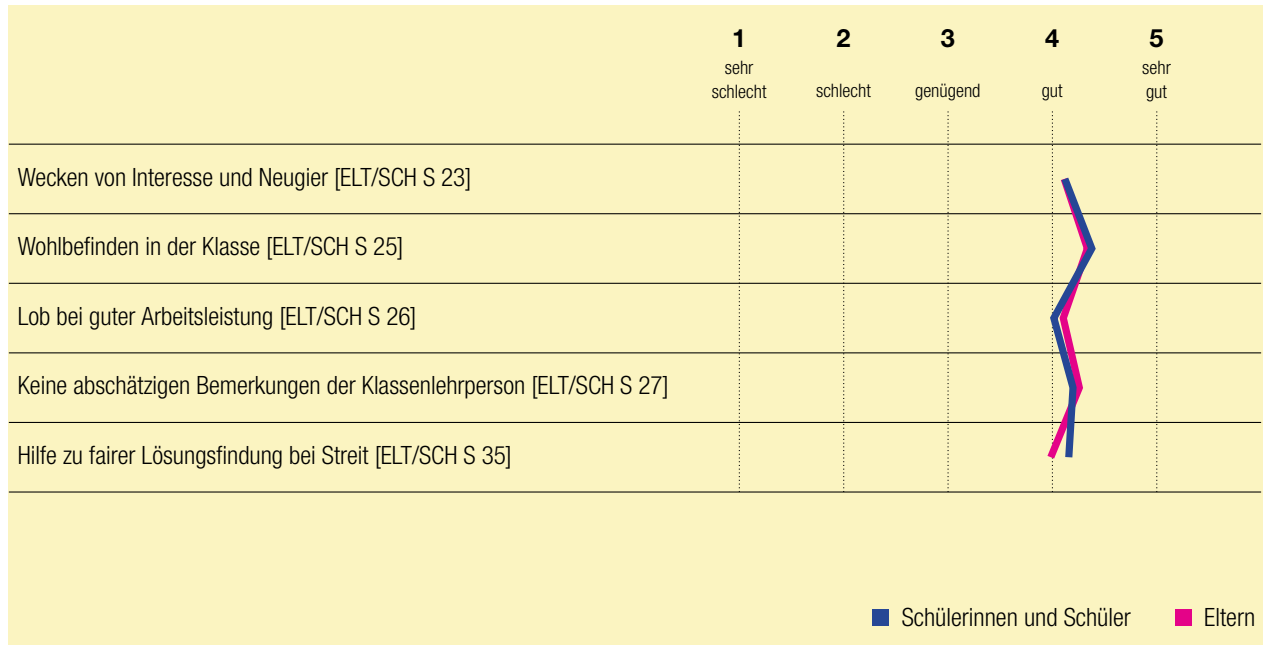 1 2 3 4 5
sehr schlecht schlecht genügend gut sehr gut
Wecken von Interesse und Neugier [ELT/SCH S 23]
Wohlbefinden in der Klasse [ELT/SCH S 25]
Lob bei guter Arbeitsleistung [ELT/SCH S 26]
Keine abschätzigen Bemerkungen der Klassenlehrperson [ELT/SCH S 27]
Hilfe zu fairer Lösungsfindung bei Streit [ELT/SCH S 35]
Schülerinnen und Schüler Eltern